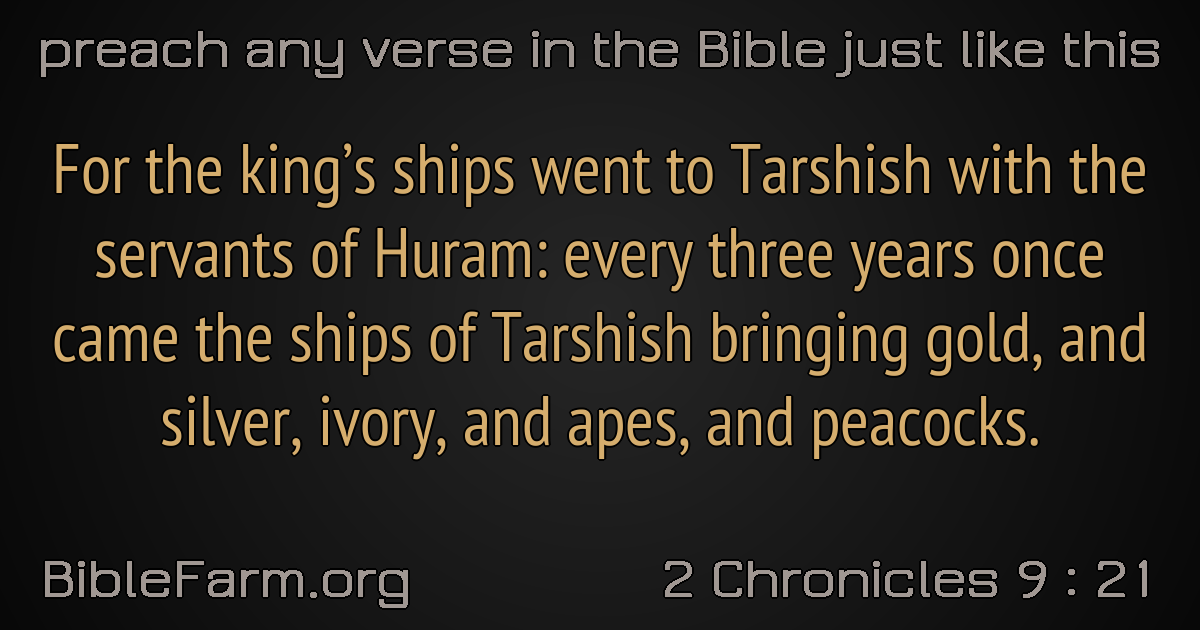 preach any verse in the Bible just like this
For the king’s ships went to Tarshish with the
servants of Huram: every three years once
came the ships of Tarshish bringing gold, and
silver, ivory, and apes, and peacocks.
BibleFarm.org
2 Chronicles 9 : 21